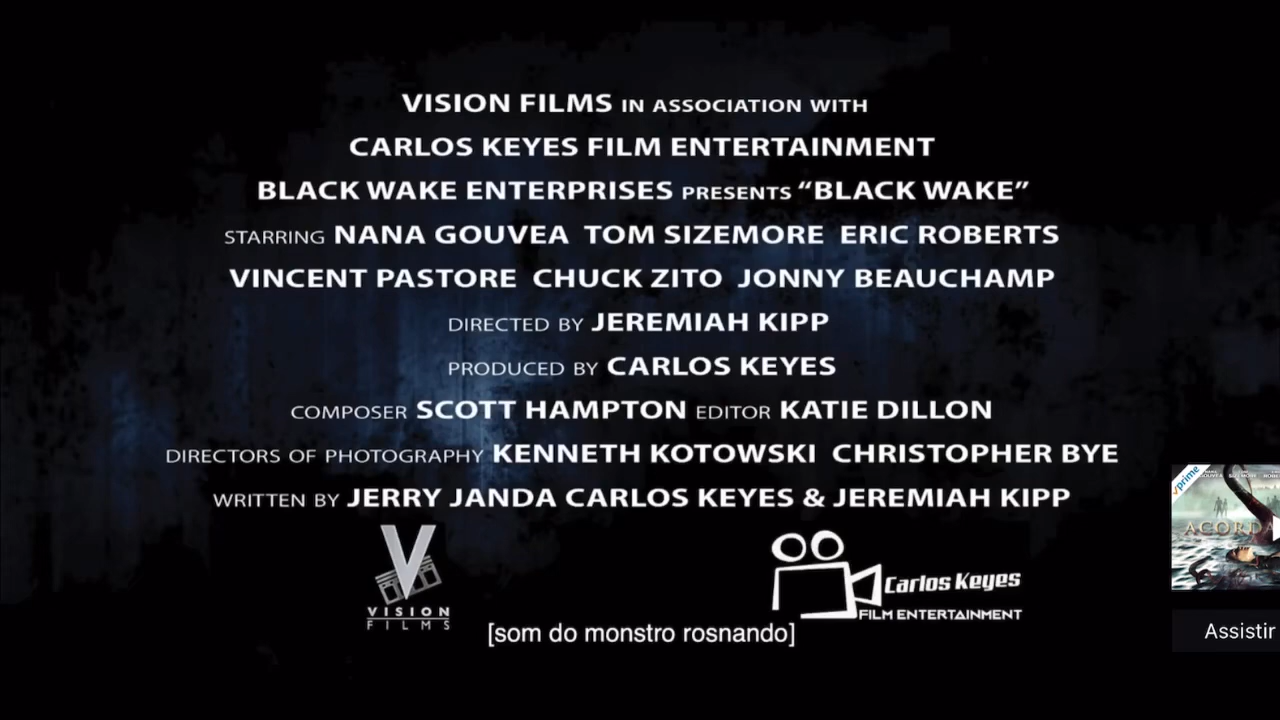 VISION FILMS IN ASSOCIATION WITH
CARLOS KEYES FILM ENTERTAINMENT
BLACK WAKE ENTERPRISES PRESENTS “BLACK WAKE”
STARRING NANA GOUVEA TOM SIZEMORE ERIC ROBERTS
VINCENT PASTORE CHUCK ZITO JONNY BEAUCHAMP
DIRECTED BY JEREMIAH KIPP
PRODUCED BY CARLOS KEYES
COMPOSER SCOTT HAMPTON EDITOR KATIE DILLON
DIRECTORS OF PHOTOGRAPHY KENNETH KOTOWSKI CHRISTOPHER BYE
WRITTEN BY JERRY JANDA CARLOS KEYES & JEREMIAH KIPP
V
VISION
FILMS
Carlos Keyes
FILM ENTERTAINMENT
[som do monstro rosnando]
prime
ACORDA
Assistir